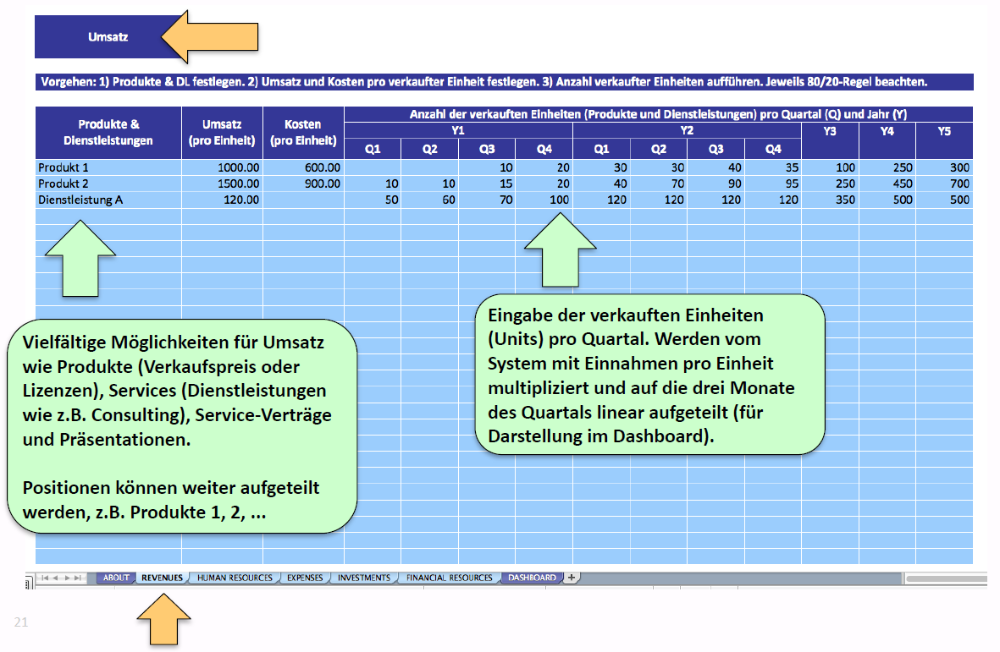 Umsatz
Vorgehen: 1) Produkte & DL festlegen. 2) Umsatz und Kosten pro verkaufter Einheit festlegen. 3) Anzahl verkaufter Einheiten aufführen. Jeweils 80/20-Regel beachten.
Produkte & Dienstleistungen Umsatz (pro Einheit) Kosten (pro Einheit) Anzahl der verkauften Einheiten (Produkte und Dienstleistungen) pro Quartal (Q) und Jahr (Y)
Y1 Y2 Y3 Y4 Y5
Q1 Q2 Q3 Q4 Q1 Q2 Q3 Q4
Produkt 1 1000.00 600.00 10 20 30 30 40 35 100 250 300
Produkt 2 1500.00 900.00 10 10 15 20 40 70 90 95 250 450 700
Dienstleistung A 120.00 50 60 70 100 120 120 120 120 350 500 500
Vielfältige Möglichkeiten für Umsatz
wie Produkte (Verkaufspreis oder
Lizenzen), Services (Dienstleistungen
wie z.B. Consulting), Service-Verträge
und Präsentationen.
Positionen können weiter aufgeteilt
werden, z.B. Produkte 1, 2, ...
Eingabe der verkauften Einheiten
(Units) pro Quartal. Werden vom
System mit Einnahmen pro Einheit
multipliziert und auf die drei Monate
des Quartals linear aufgeteilt (für
Darstellung im Dashboard).
ABOUT REVENUES HUMAN RESOURCES EXPENSES INVESTMENTS FINANCIAL RESOURCES DASHBOARD +
21